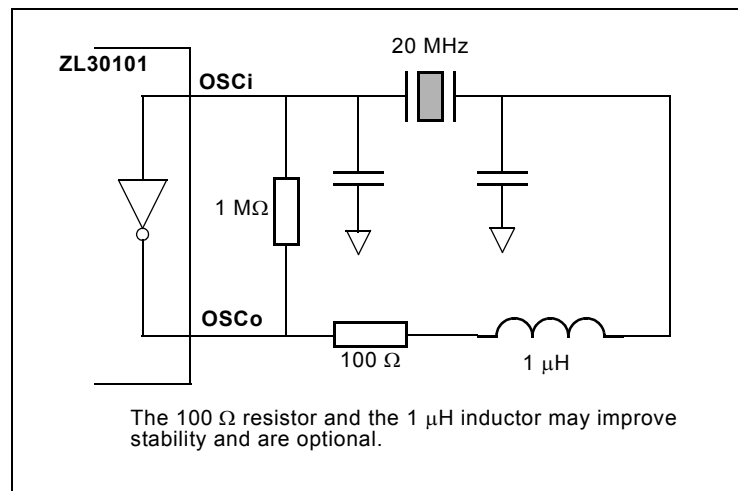 20 MHz
ZL30101
OSCi
1 MΩ
OSCo
100 Ω
1 μH
The 100 Ω resistor and the 1 μH inductor may improve
stability and are optional.